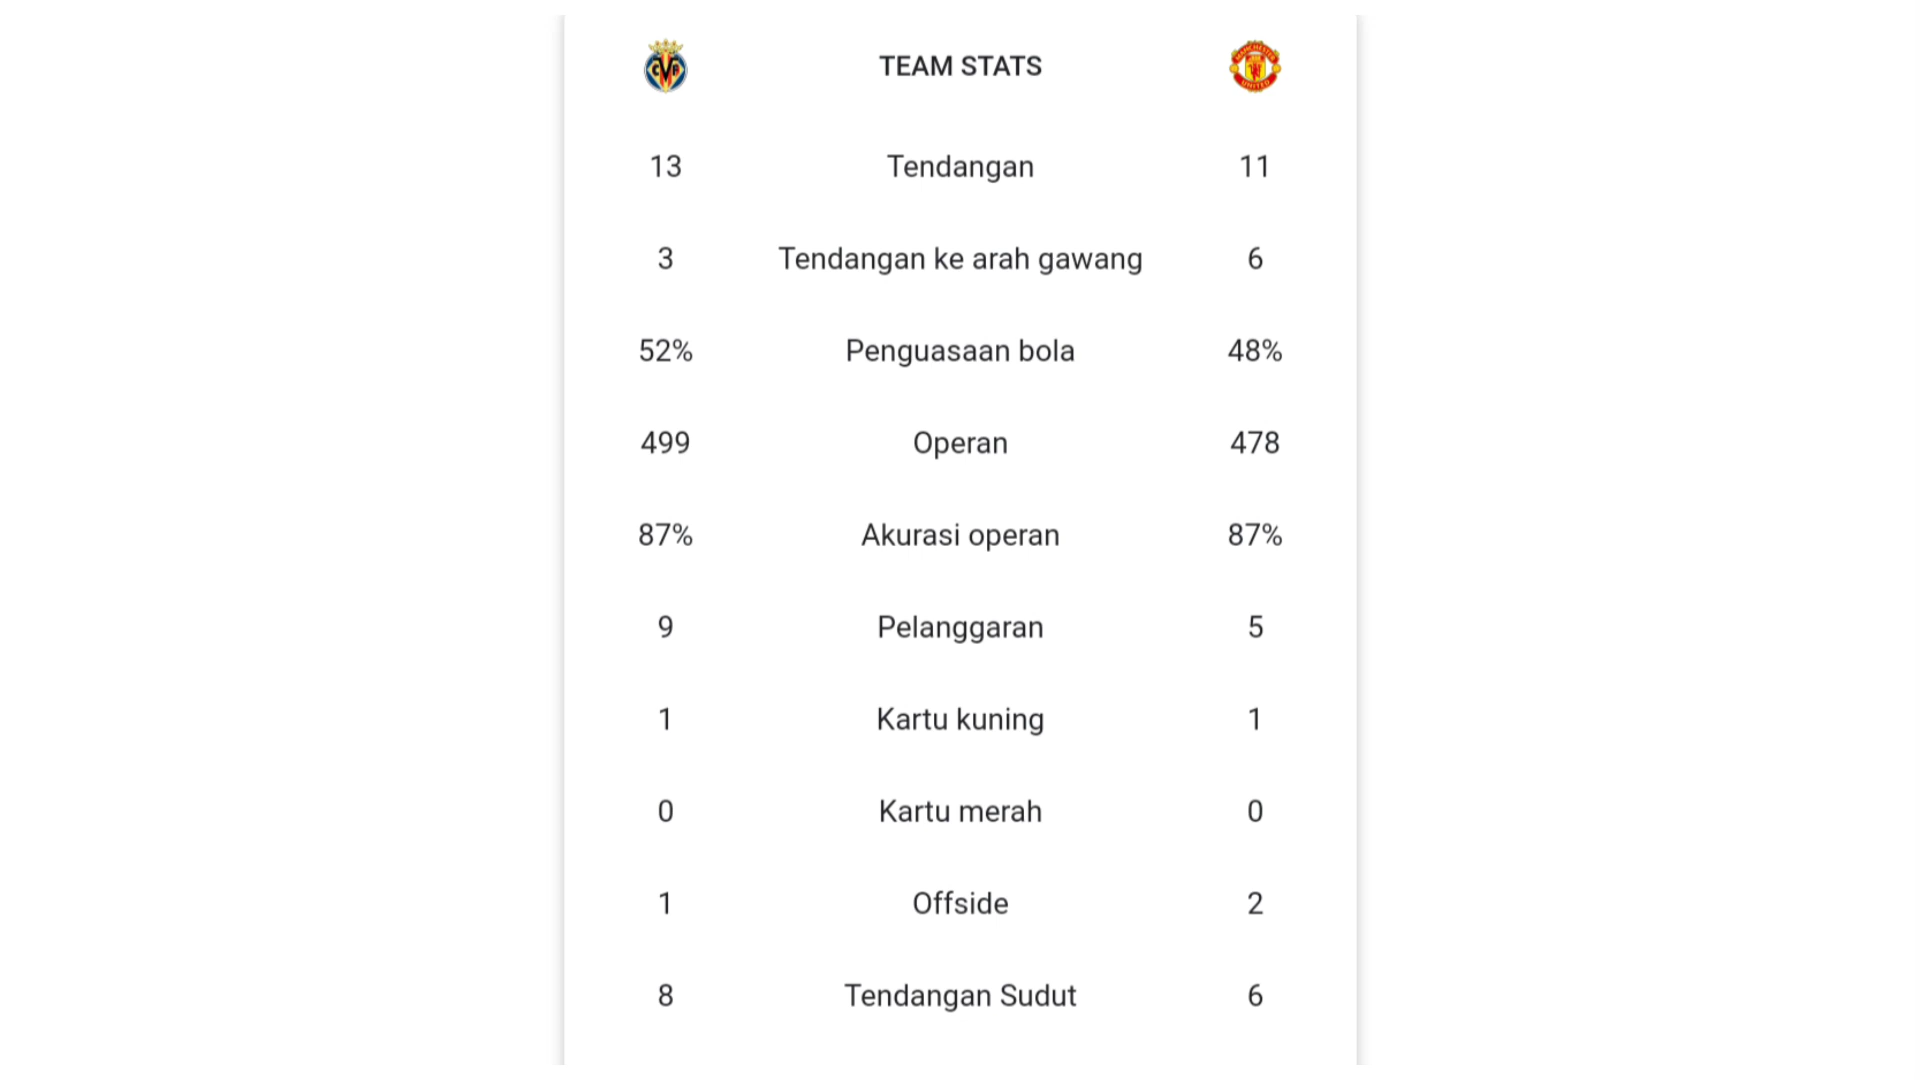 TEAM STATS
13 Tendangan 11
3 Tendangan ke arah gawang 6
52% Penguasaan bola 48%
499 Operan 478
87% Akurasi operan 87%
9 Pelanggaran 5
1 Kartu kuning 1
0 Kartu merah 0
1 Offside 2
8 Tendangan Sudut 6